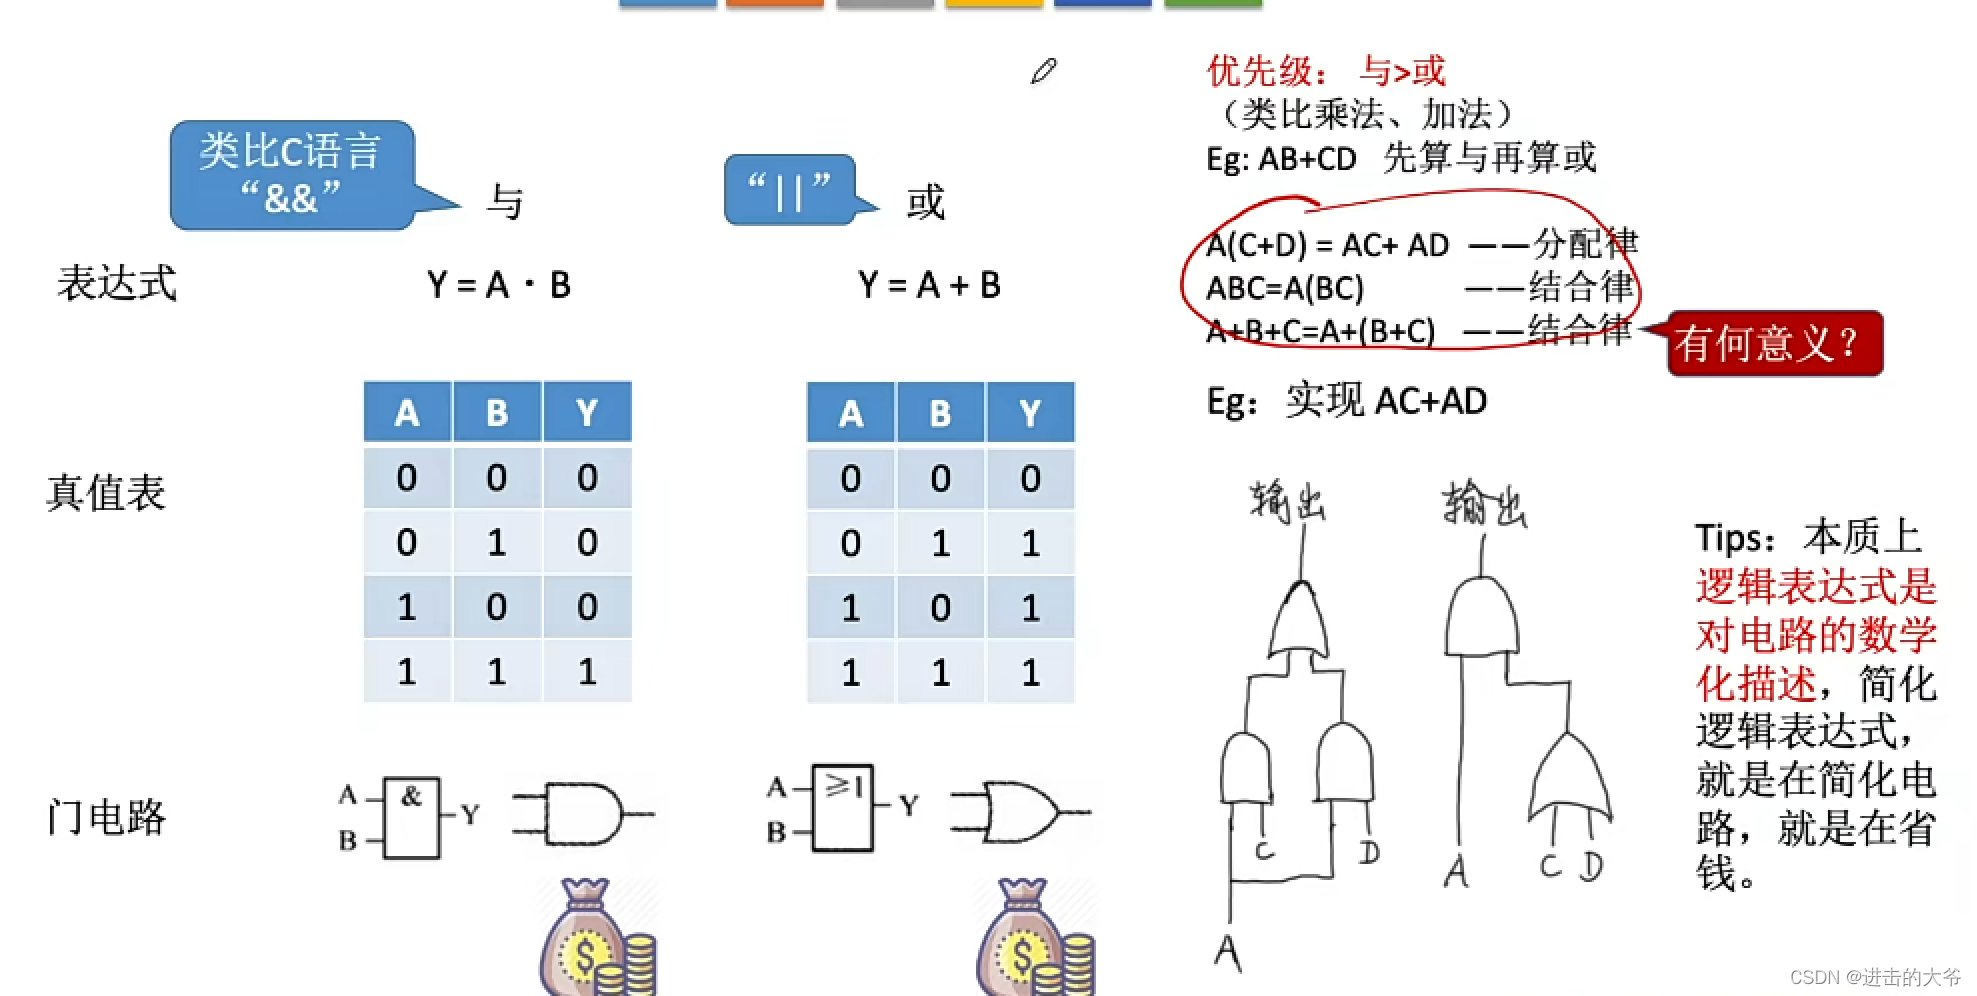 类比C语言
“&&”
与
“||”
或
表达式
Y = A · B
Y = A + B
真值表
A B Y
0 0 0
0 1 0
1 0 0
1 1 1
A B Y
0 0 0
0 1 1
1 0 1
1 1 1
门电路
A
B
&
Y
A
B
≥1
Y
$
$
优先级： 与>或
（类比乘法、加法）
Eg: AB+CD 先算与再算或
A(C+D) = AC+ AD ——分配律
ABC=A(BC) ——结合律
A+B+C=A+(B+C) ——结合律
有何意义？
Eg：实现 AC+AD
输出
C
D
A
输出
A
C
D
Tips：本质上
逻辑表达式是
对电路的数学
化描述，简化
逻辑表达式，
就是在简化电
路，就是在省
钱。
CSDN @进击的大爷